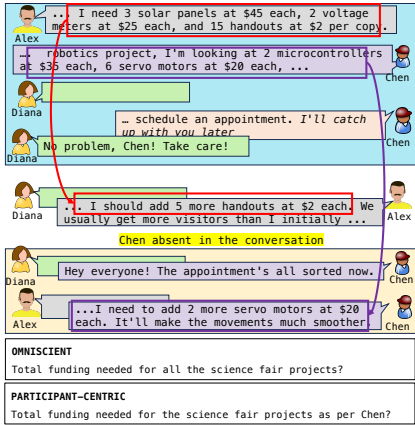 ... I need 3 solar panels at $45 each, 2 voltage
meters at $25 each, and 15 handouts at $2 per copy.
Alex
... robotics project, I'm looking at 2 microcontrollers
at $35 each, 6 servo motors at $20 each, ...
Chen
Diana
… schedule an appointment. I'll catch
up with you later
Chen
No problem, Chen! Take care!
Diana
... I should add 5 more handouts at $2 each. We
usually get more visitors than I initially ...
Diana
Alex
Chen absent in the conversation
Hey everyone! The appointment's all sorted now.
Diana
Chen
...I need to add 2 more servo motors at $20
each. It'll make the movements much smoother
Alex
Chen
OMNISCIENT
Total funding needed for all the science fair projects?
PARTICIPANT-CENTRIC
Total funding needed for the science fair projects as per Chen?